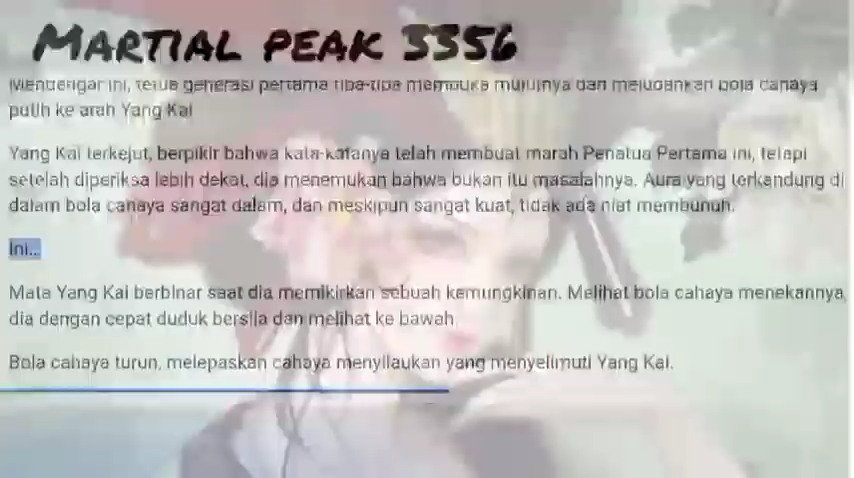 MARTIAL PEAK 3356
Mendengar ini, tetua generasi pertama tiba-tiba membuka mulutnya dan meludahkan bola cahaya
putih ke arah Yang Kai
Yang Kai terkejut, berpikir bahwa kata-katanya telah membuat marah Penatua Pertama ini, tetapi
setelah diperiksa lebih dekat, dia menemukan bahwa bukan itu masalahnya. Aura yang terkandung di
dalam bola cahaya sangat dalam, dan meskipun sangat kuat, tidak ada niat membunuh.
Ini...
Mata Yang Kai berbinar saat dia memikirkan sebuah kemungkinan. Melihat bola cahaya menekannya,
dia dengan cepat duduk bersila dan melihat ke bawah
Bola cahaya turun, melepaskan cahaya menyilaukan yang menyelimuti Yang Kai.